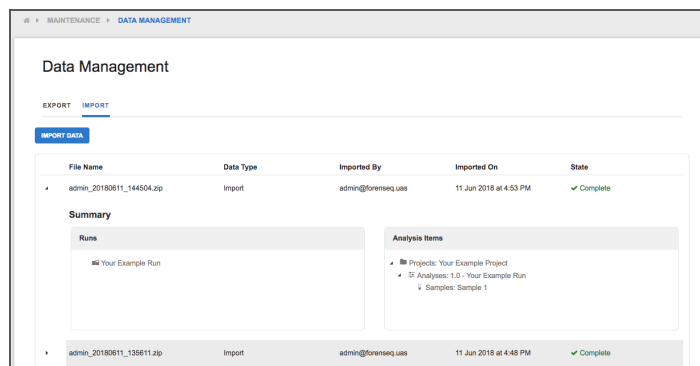 MAINTENANCE DATA MANAGEMENT
Data Management
EXPORT IMPORT
IMPORT DATA
File Name Data Type Imported By Imported On State
admin_20180611_144504.zip Import admin@forenseq.uas 11 Jun 2018 at 4:53 PM Complete
Summary
Runs Analysis Items
Your Example Run Projects: Your Example Project
Analyses: 1.0 - Your Example Run
Samples: Sample 1
admin_20180611_135611.zip Import admin@forenseq.uas 11 Jun 2018 at 4:48 PM Complete